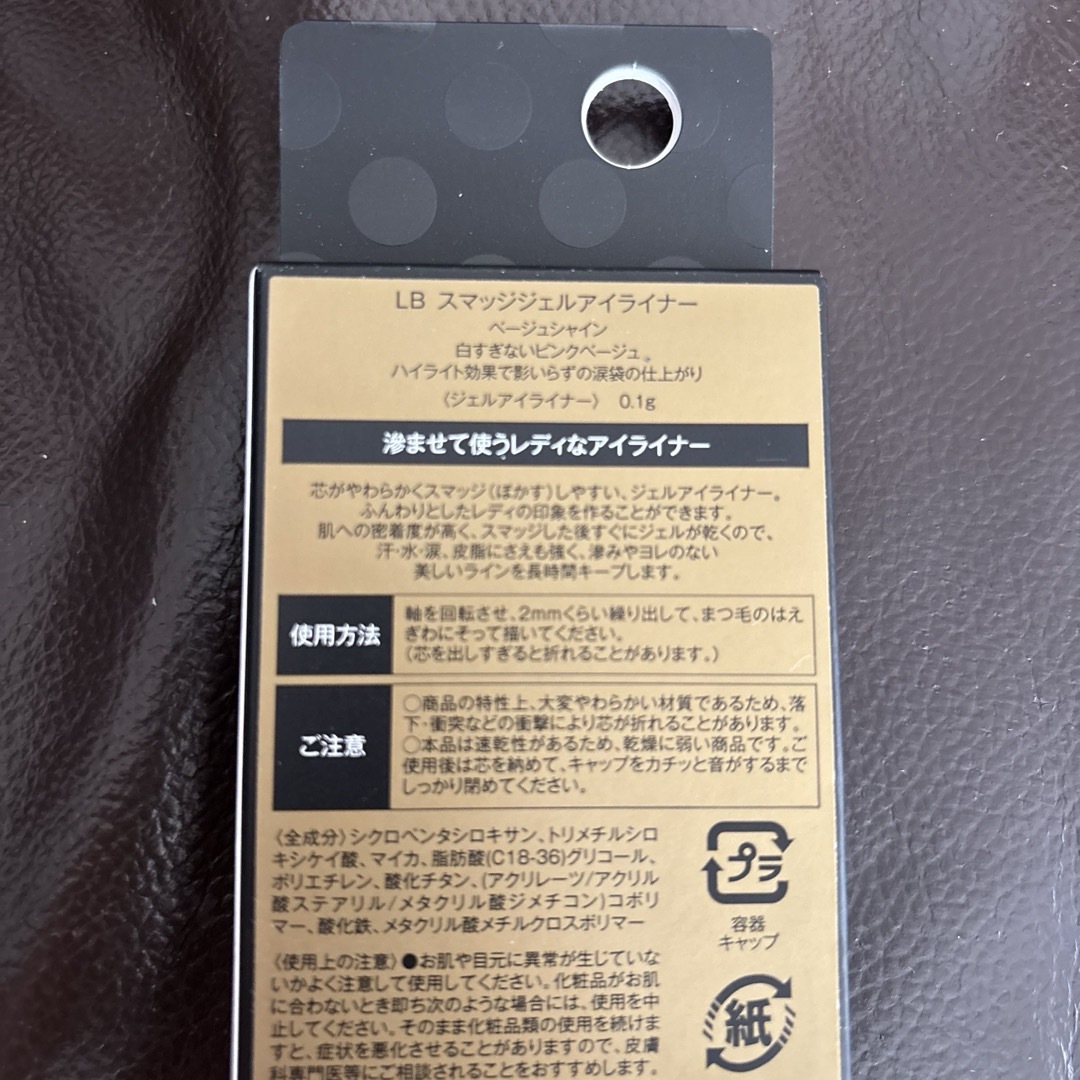 LB スマッジジェルアイライナー
ベージュシャイン
白すぎないピンクベージュ。
ハイライト効果で影いらずの涙袋の仕上がり
〈ジェルアイライナー〉 0.1g
滲ませて使うレディなアイライナー
芯がやわらかくスマッジ(ぼかす)しやすい、ジェルアイライナー。
ふんわりとしたレディの印象を作ることができます。
肌への密着度が高く、スマッジした後すぐにジェルが乾くので、
汗・水・涙、皮脂にさえも強く、滲みやヨレのない
美しいラインを長時間キープします。
使用方法
軸を回転させ、2mmくらい繰り出して、まつ毛のはえ
ぎわにそって描いてください。
(芯を出しすぎると折れることがあります。)
ご注意
○商品の特性上、大変やわらかい材質であるため、落
下・衝突などの衝撃により芯が折れることがあります。
○本品は速乾性があるため、乾燥に弱い商品です。ご
使用後は芯を納めて、キャップをカチッと音がするまで
しっかり閉めてください。
〈全成分〉シクロペンタシロキサン、トリメチルシロ
キシケイ酸、マイカ、脂肪酸(C18-36)グリコール、
ポリエチレン、酸化チタン、(アクリレーツ/アクリル
酸ステアリル/メタクリル酸ジメチコン)コポリ
マー、酸化鉄、メタクリル酸メチルクロスポリマー
プラ
容器
キャップ
〈使用上の注意〉●お肌や目元に異常が生じていな
いかよく注意して使用してください。化粧品がお肌
に合わないとき即ち次のような場合には、使用を中
止してください。そのまま化粧品類の使用を続けま
すと、症状を悪化させることがありますので、皮膚
科専門医等にご相談されることをおすすめします。
紙